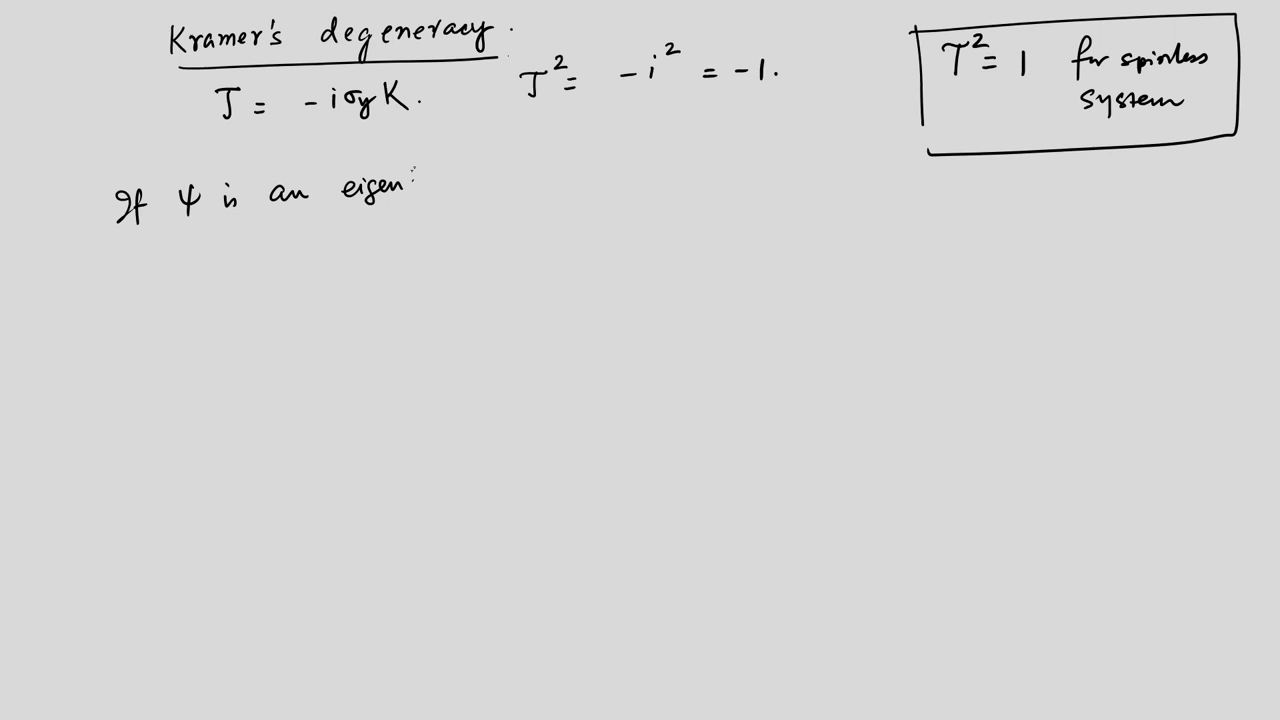 Kramer's degeneracy.
T = - iσyK.
T² = - i² = -1.
T² = 1 for spinless
system
If ψ is an eigen